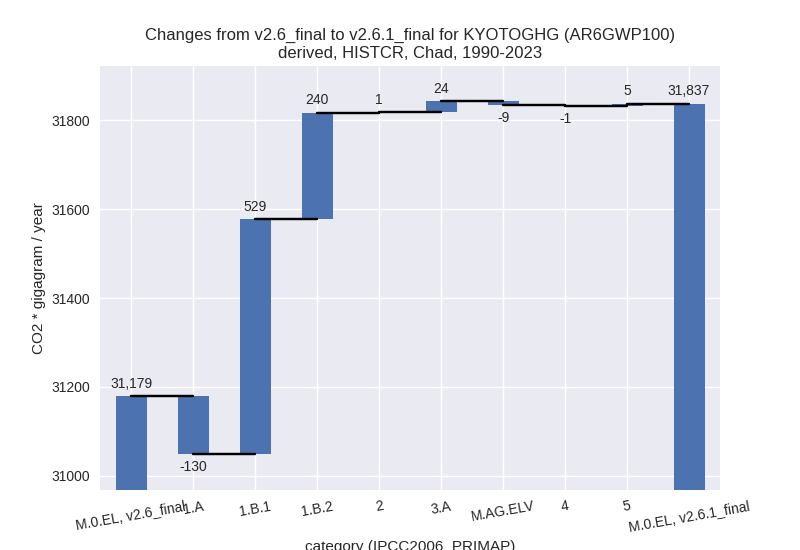 Changes from v2.6_final to v2.6.1_final for KYOTOGHG (AR6GWP100)
derived, HISTCR, Chad, 1990-2023
CO2 * gigagram / year
31800
31600
31400
31200
31000
31,179
-130
529
240
1
24
-9
-1
5
31,837
M.0.EL, v2.6_final
1.A
1.B.1
1.B.2
2
3.A
M.AG.ELV
4
5
M.0.EL, v2.6.1_final
category (IPCC2006_PRIMAP)